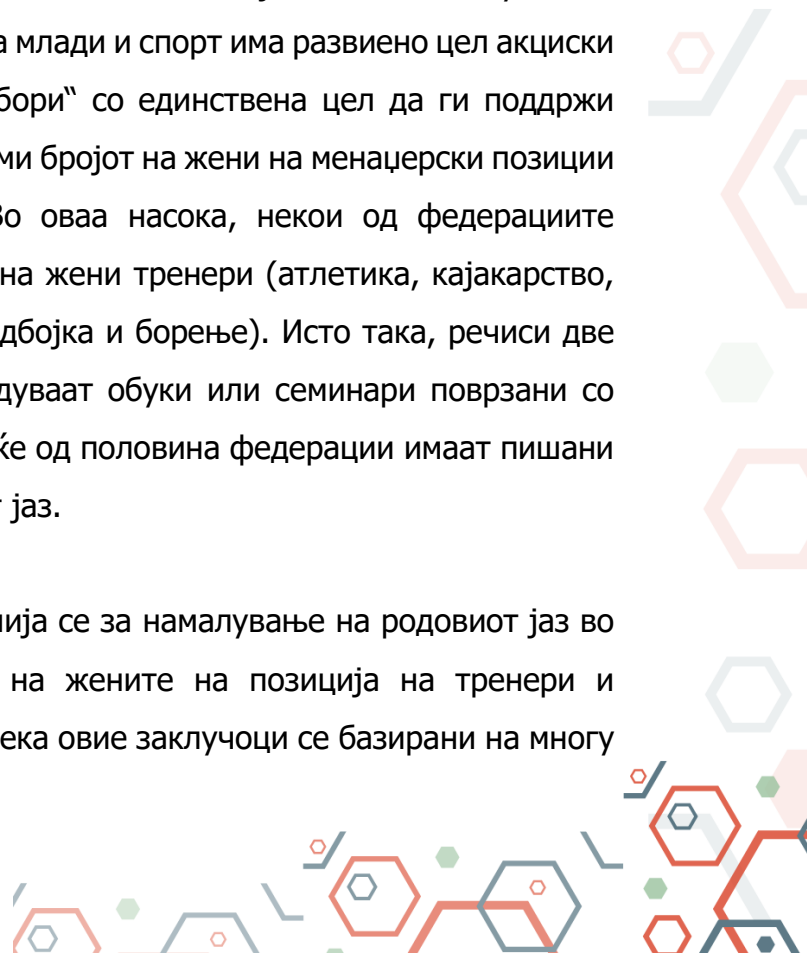 а млади и спорт има развиено цел акциски
бори“ со единствена цел да ги поддржи
ми бројот на жени на менаџерски позиции
во оваа насока, некои од федерациите
на жени тренери (атлетика, кајакарство,
дбојка и борење). Исто така, речиси две
дуваат обуки или семинари поврзани со
ќе од половина федерации имаат пишани
јаз.
ија се за намалување на родовиот јаз во
на жените на позиција на тренери и
ека овие заклучоци се базирани на многу